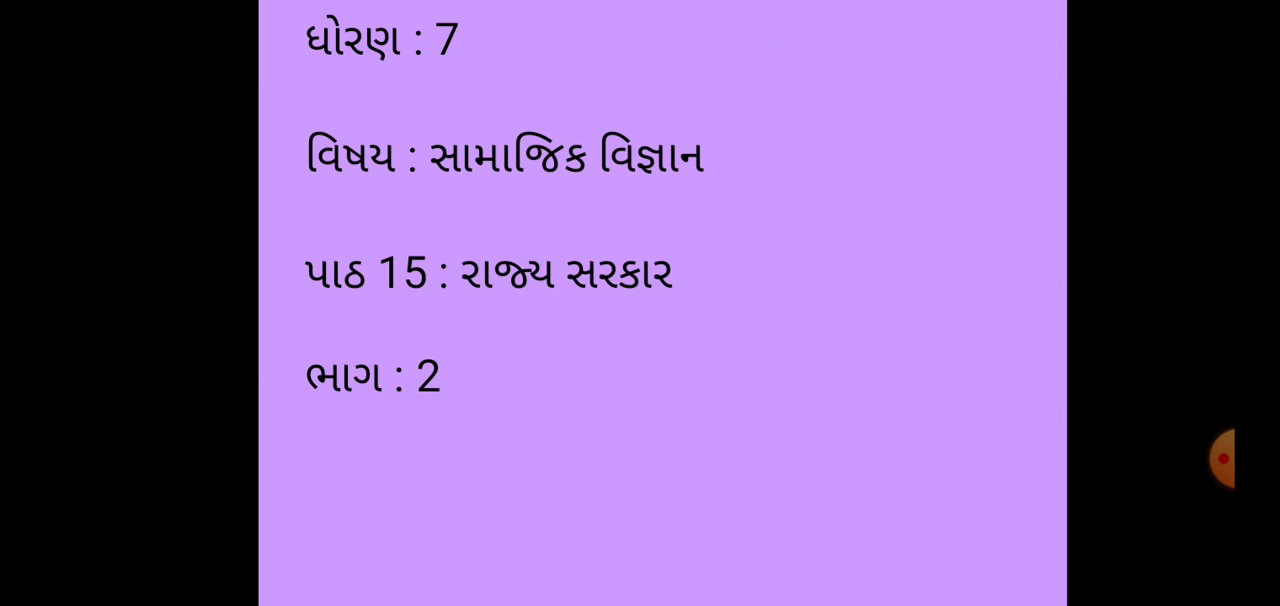 ધોરણ : 7
વિષય : સામાજિક વિજ્ઞાન
પાઠ 15 : રાજ્ય સરકાર
ભાગ : 2